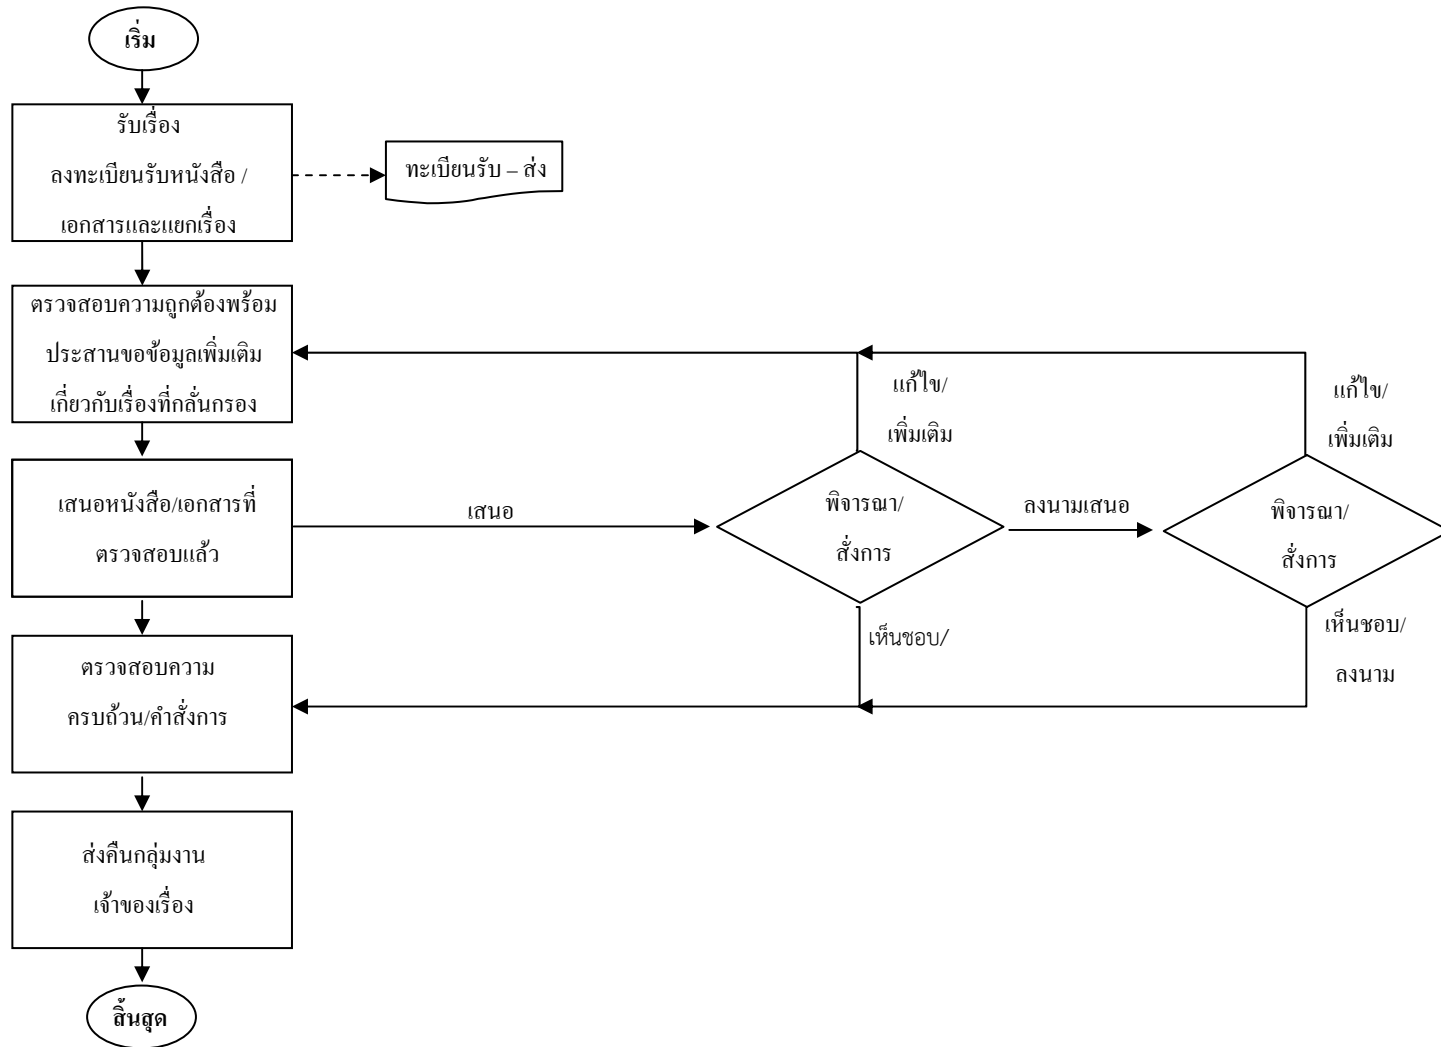 เริ่ม
รับเรื่อง
ลงทะเบียนรับหนังสือ /
เอกสารและแยกเรื่อง
ทะเบียนรับ – ส่ง
ตรวจสอบความถูกต้องพร้อม
ประสานขอข้อมูลเพิ่มเติม
เกี่ยวกับเรื่องที่กลั่นกรอง
แก้ไข/
เพิ่มเติม
แก้ไข/
เพิ่มเติม
เสนอหนังสือ/เอกสารที่
ตรวจสอบแล้ว
เสนอ
พิจารณา/
สั่งการ
ลงนามเสนอ
พิจารณา/
สั่งการ
เห็นชอบ/
เห็นชอบ/
ลงนาม
ตรวจสอบความ
ครบถ้วน/คำสั่งการ
ส่งคืนกลุ่มงาน
เจ้าของเรื่อง
สิ้นสุด